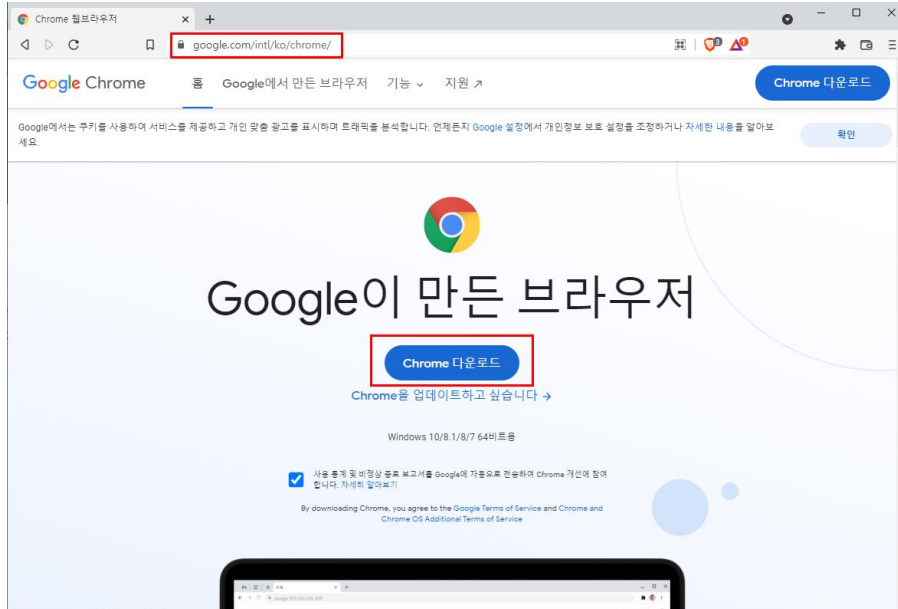 Chrome 웹브라우저
google.com/intl/ko/chrome/
Google Chrome 홈 Google에서 만든 브라우저 기능 지원 Chrome 다운로드
Google에서는 쿠키를 사용하여 서비스를 제공하고 개인 맞춤 광고를 표시하며 트래픽을 분석합니다. 언제든지 Google 설정에서 개인정보 보호 설정을 조정하거나 자세한 내용을 알아보
세요.
확인
Google이 만든 브라우저
Chrome 다운로드
Chrome을 업데이트하고 싶습니다 →
Windows 10/8.1/8/7 64비트용
사용 통계 및 비정상 종료 보고서를 Google에 자동으로 전송하여 Chrome 개선에 참여
합니다. 자세히 알아보기
By downloading Chrome, you agree to the Google Terms of Service and Chrome and
Chrome OS Additional Terms of Service